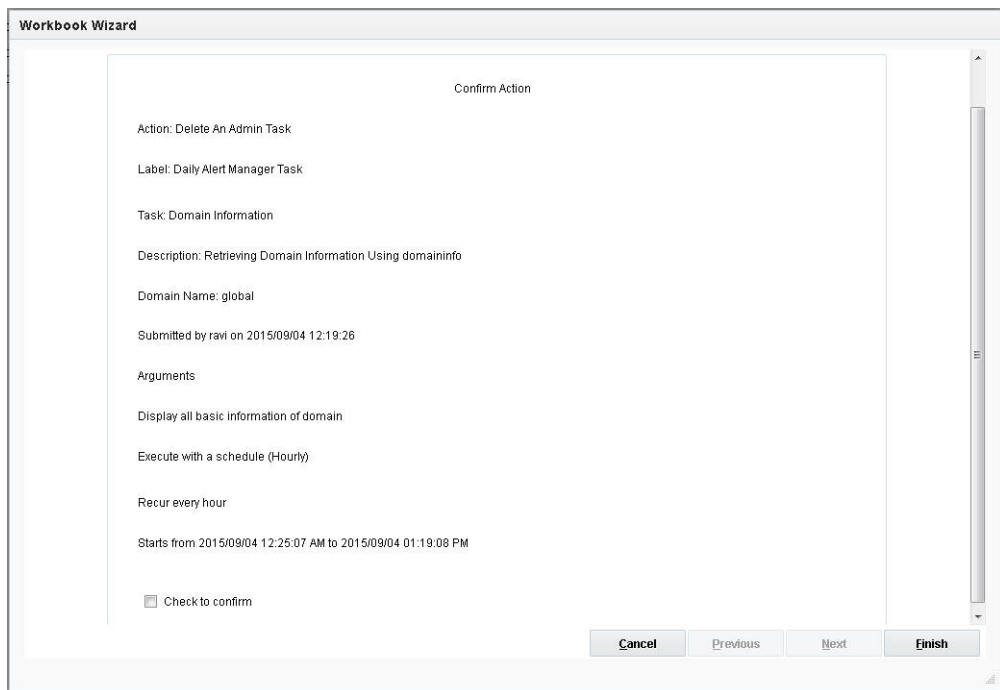 Workbook Wizard
Confirm Action
Action: Delete An Admin Task
Label: Daily Alert Manager Task
Task: Domain Information
Description: Retrieving Domain Information Using domaininfo
Domain Name: global
Submitted by ravi on 2015/09/04 12:19:26
Arguments
Display all basic information of domain
Execute with a schedule (Hourly)
Recur every hour
Starts from 2015/09/04 12:25:07 AM to 2015/09/04 01:19:08 PM
Check to confirm
Cancel Previous Next Finish